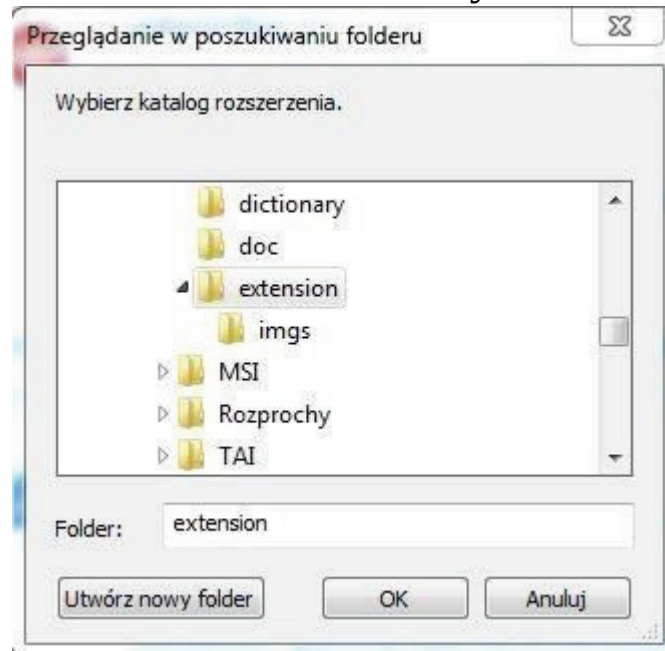 Przeglądanie w poszukiwaniu folderu
Wybierz katalog rozszerzenia.
dictionary
doc
extension
imgs
MSI
Rozprochy
TAI
Folder: extension
Utwórz nowy folder OK Anuluj